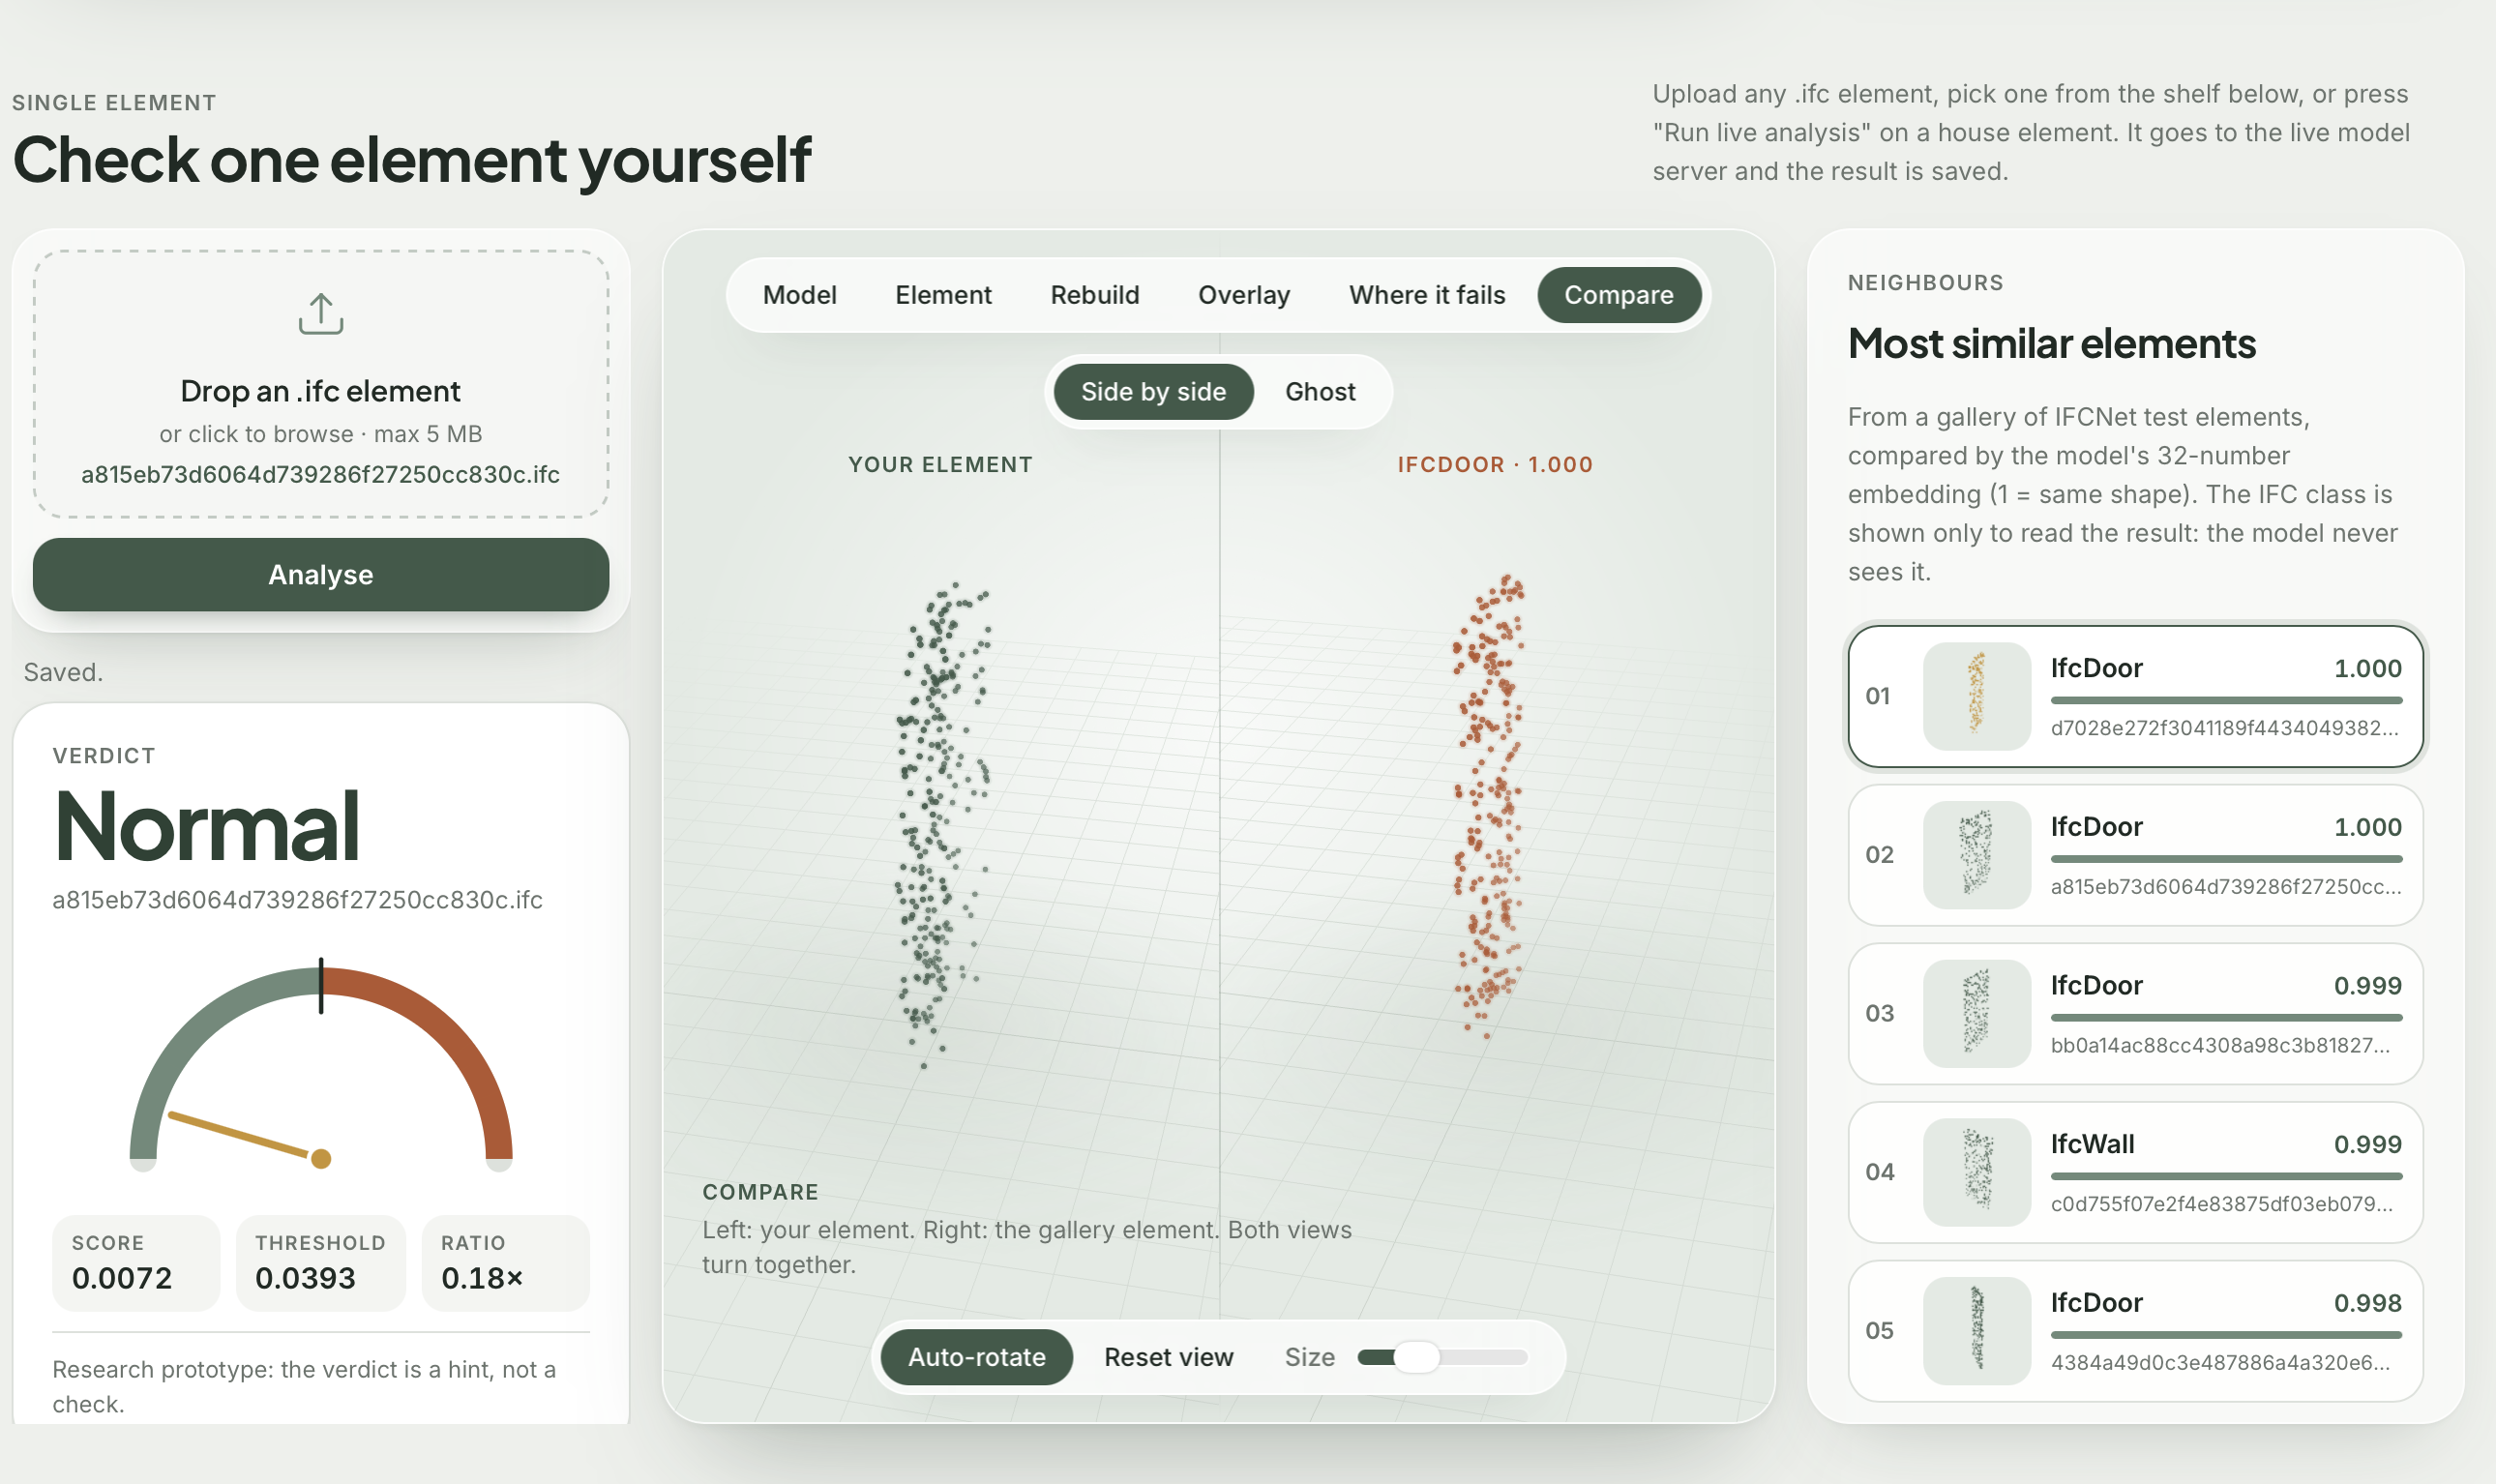 SINGLE ELEMENT
Check one element yourself
Upload any .ifc element, pick one from the shelf below, or press
"Run live analysis" on a house element. It goes to the live model
server and the result is saved.
Drop an .ifc element
or click to browse · max 5 MB
a815eb73d6064d739286f27250cc830c.ifc
Analyse
Saved.
VERDICT
Normal
a815eb73d6064d739286f27250cc830c.ifc
SCORE
0.0072
THRESHOLD
0.0393
RATIO
0.18×
Research prototype: the verdict is a hint, not a
check.
Model
Element
Rebuild
Overlay
Where it fails
Compare
Side by side
Ghost
YOUR ELEMENT
IFCDOOR · 1.000
COMPARE
Left: your element. Right: the gallery element. Both views
turn together.
Auto-rotate
Reset view
Size
NEIGHBOURS
Most similar elements
From a gallery of IFCNet test elements,
compared by the model's 32-number
embedding (1 = same shape). The IFC class is
shown only to read the result: the model never
sees it.
01
IfcDoor
1.000
d7028e272f3041189f4434049382...
02
IfcDoor
1.000
a815eb73d6064d739286f27250cc...
03
IfcDoor
0.999
bb0a14ac88cc4308a98c3b81827...
04
IfcWall
0.999
c0d755f07e2f4e83875df03eb079...
05
IfcDoor
0.998
4384a49d0c3e487886a4a320e6...